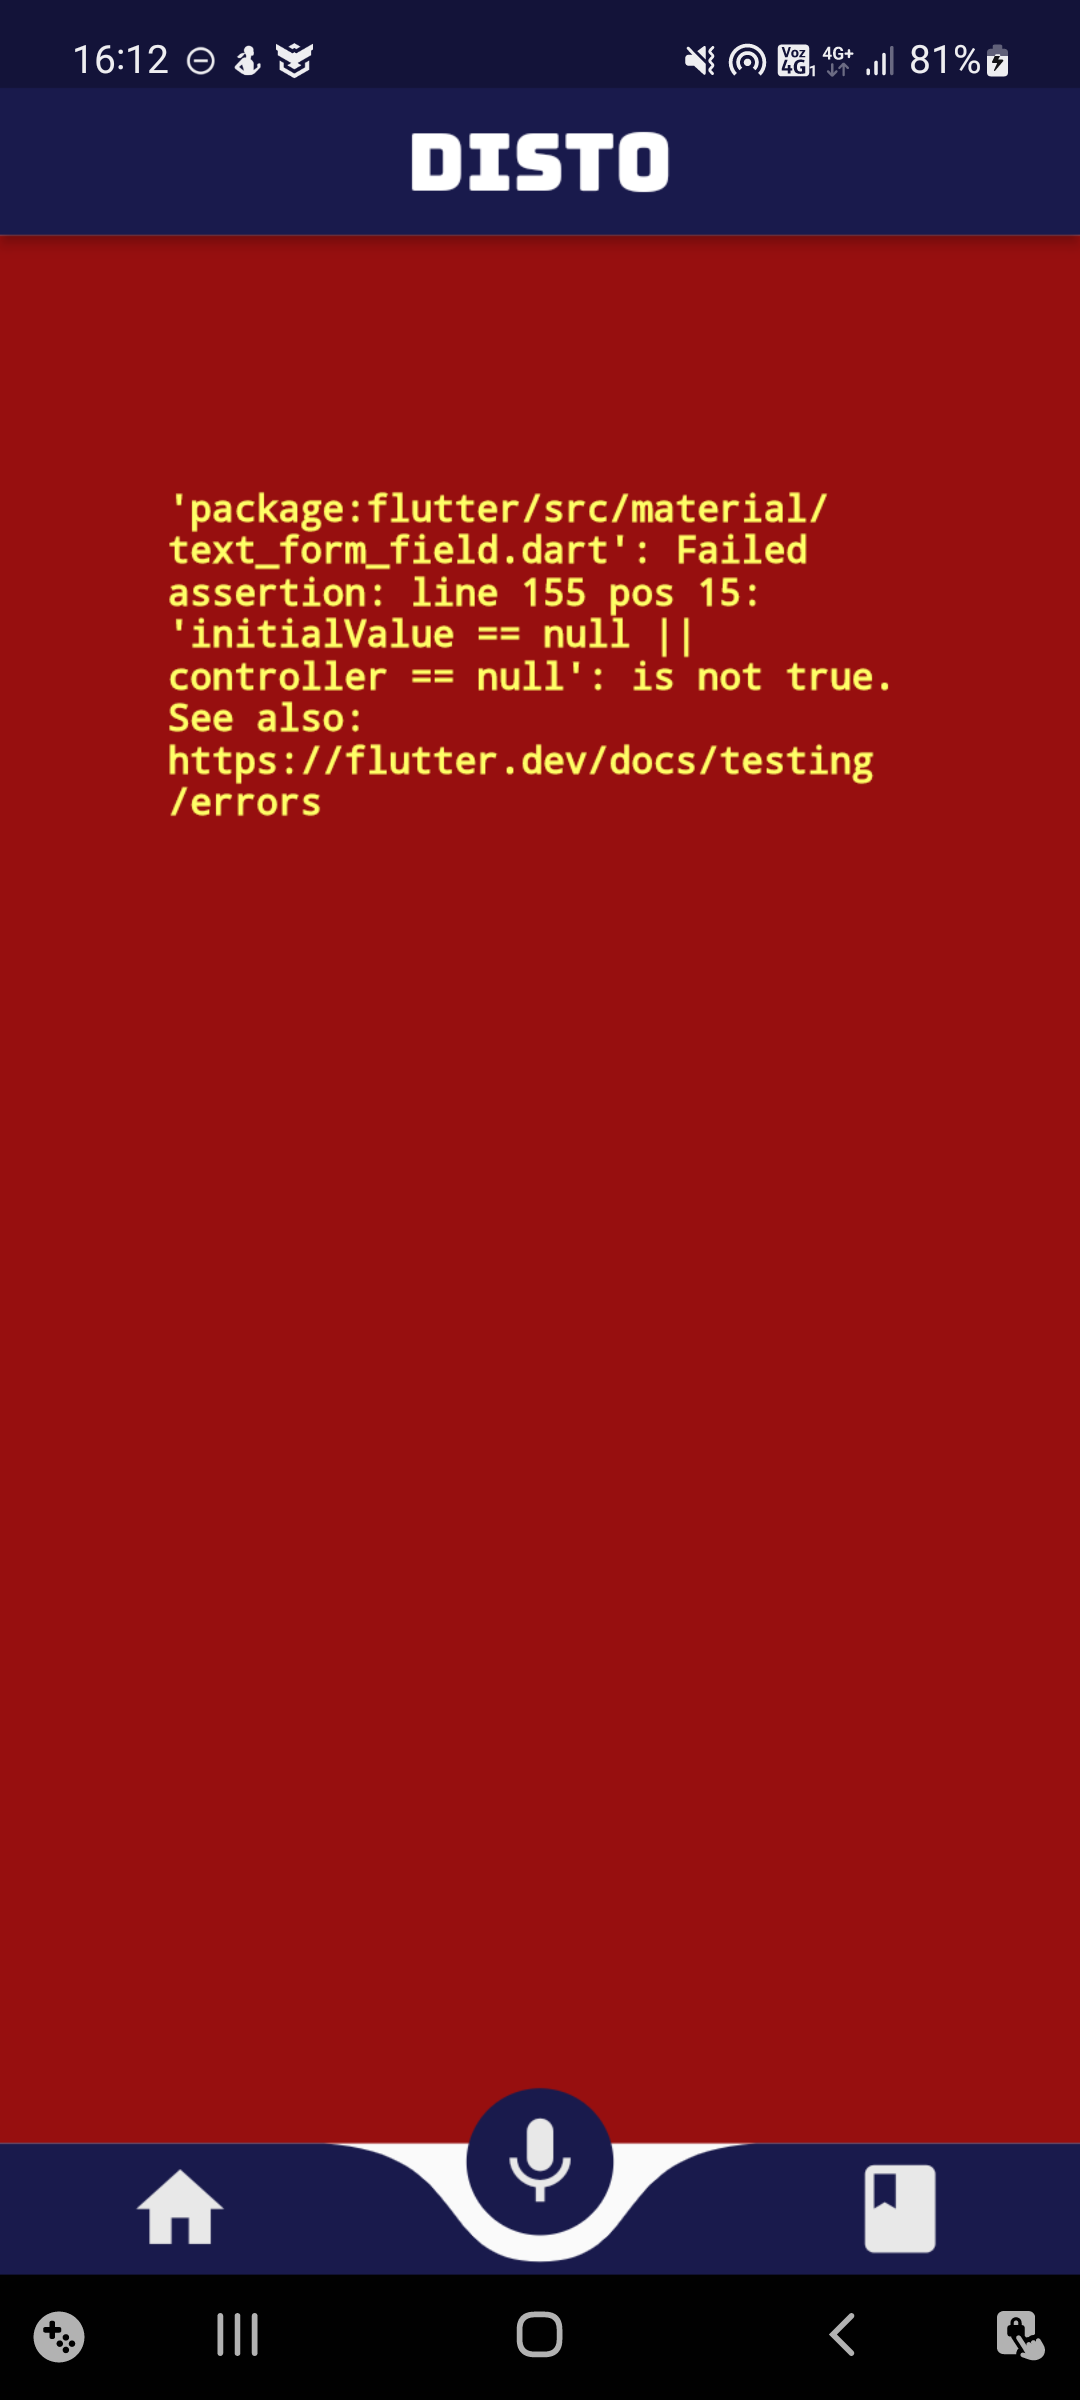 16:12
Voz 4G 1 4G+ 81%
DISTO
'package:flutter/src/material/
text_form_field.dart': Failed
assertion: line 155 pos 15:
'initialValue == null ||
controller == null': is not true.
See also:
https://flutter.dev/docs/testing
/errors